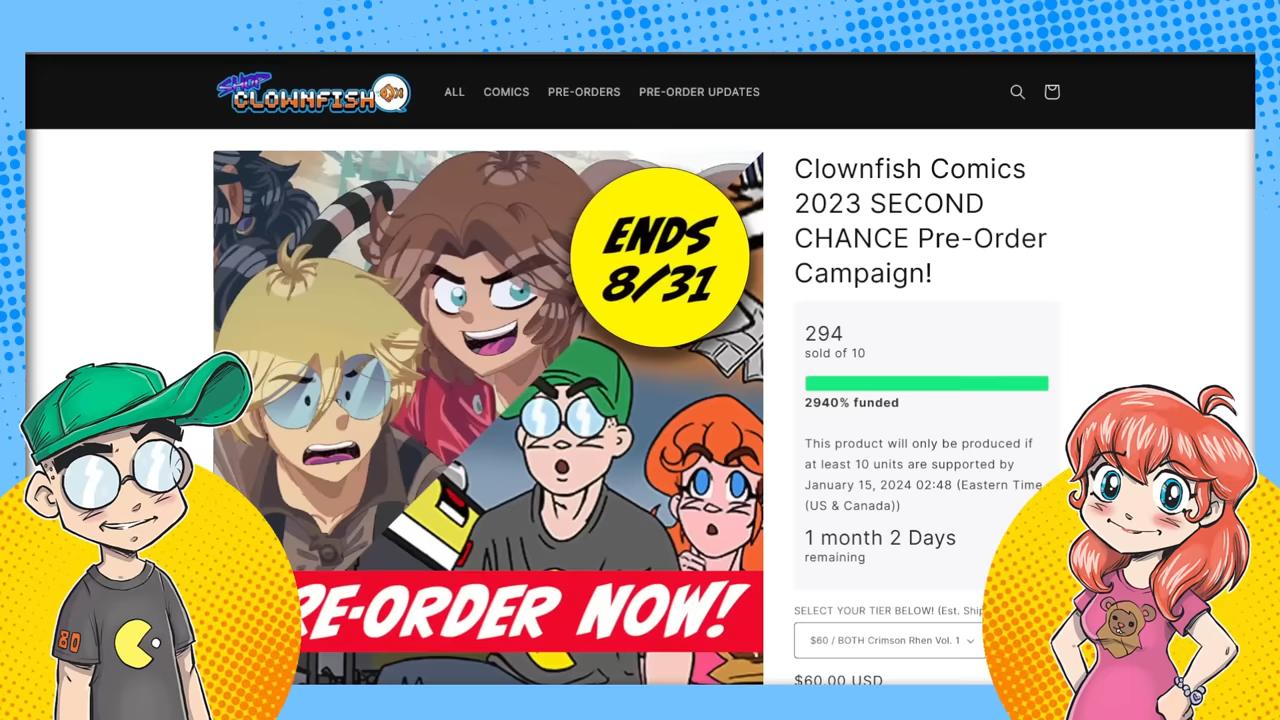 SHOP
CLOWNFISH
ALL
COMICS
PRE-ORDERS
PRE-ORDER UPDATES
ENDS
8/31
RE-ORDER NOW!
Clownfish Comics
2023 SECOND
CHANCE Pre-Order
Campaign!
294
sold of 10
2940% funded
This product will only be produced if
at least 10 units are supported by
January 15, 2024 02:48 (Eastern Time
(US & Canada))
1 month 2 Days
remaining
SELECT YOUR TIER BELOW! (Est. Ship
$60 / BOTH Crimson Rhen Vol. 1
$60.00 USD
80